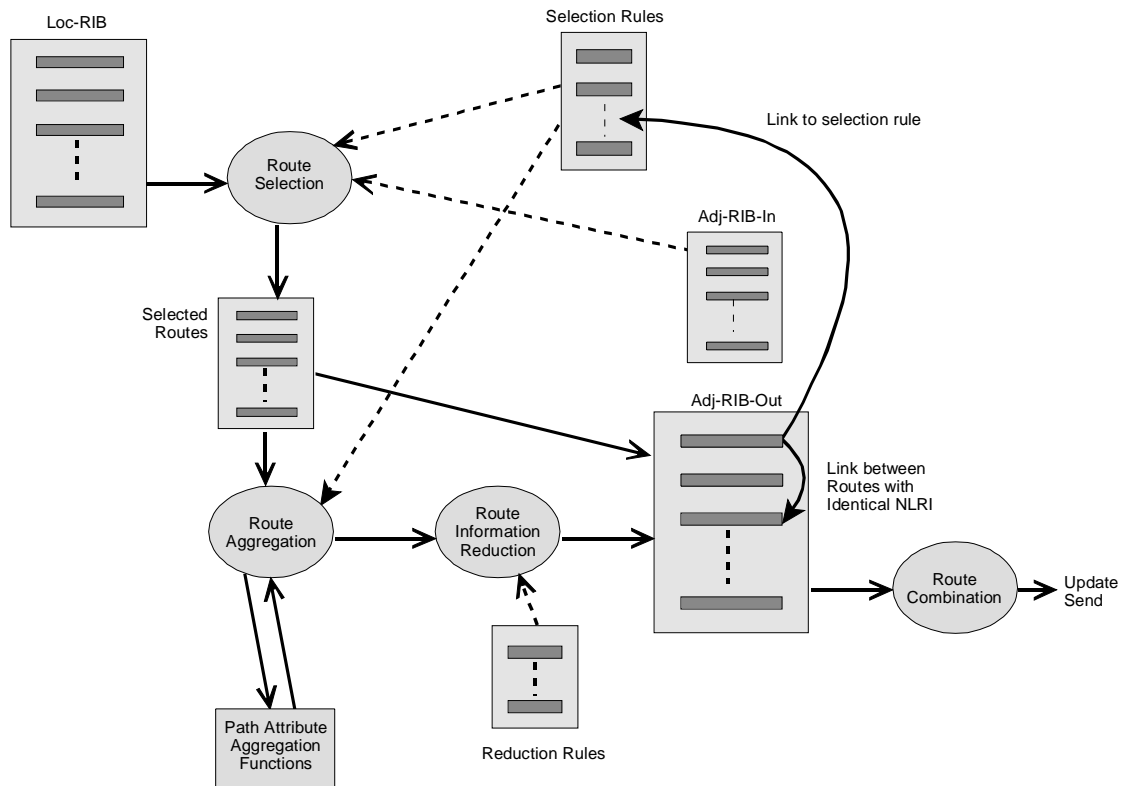 Loc-RIB
Selection Rules
Link to selection rule
Route
Selection
Adj-RIB-In
Selected
Routes
Adj-RIB-Out
Link between
Routes with
Identical NLRI
Route
Aggregation
Route
Information
Reduction
Route
Combination
Update
Send
Path Attribute
Aggregation
Functions
Reduction Rules